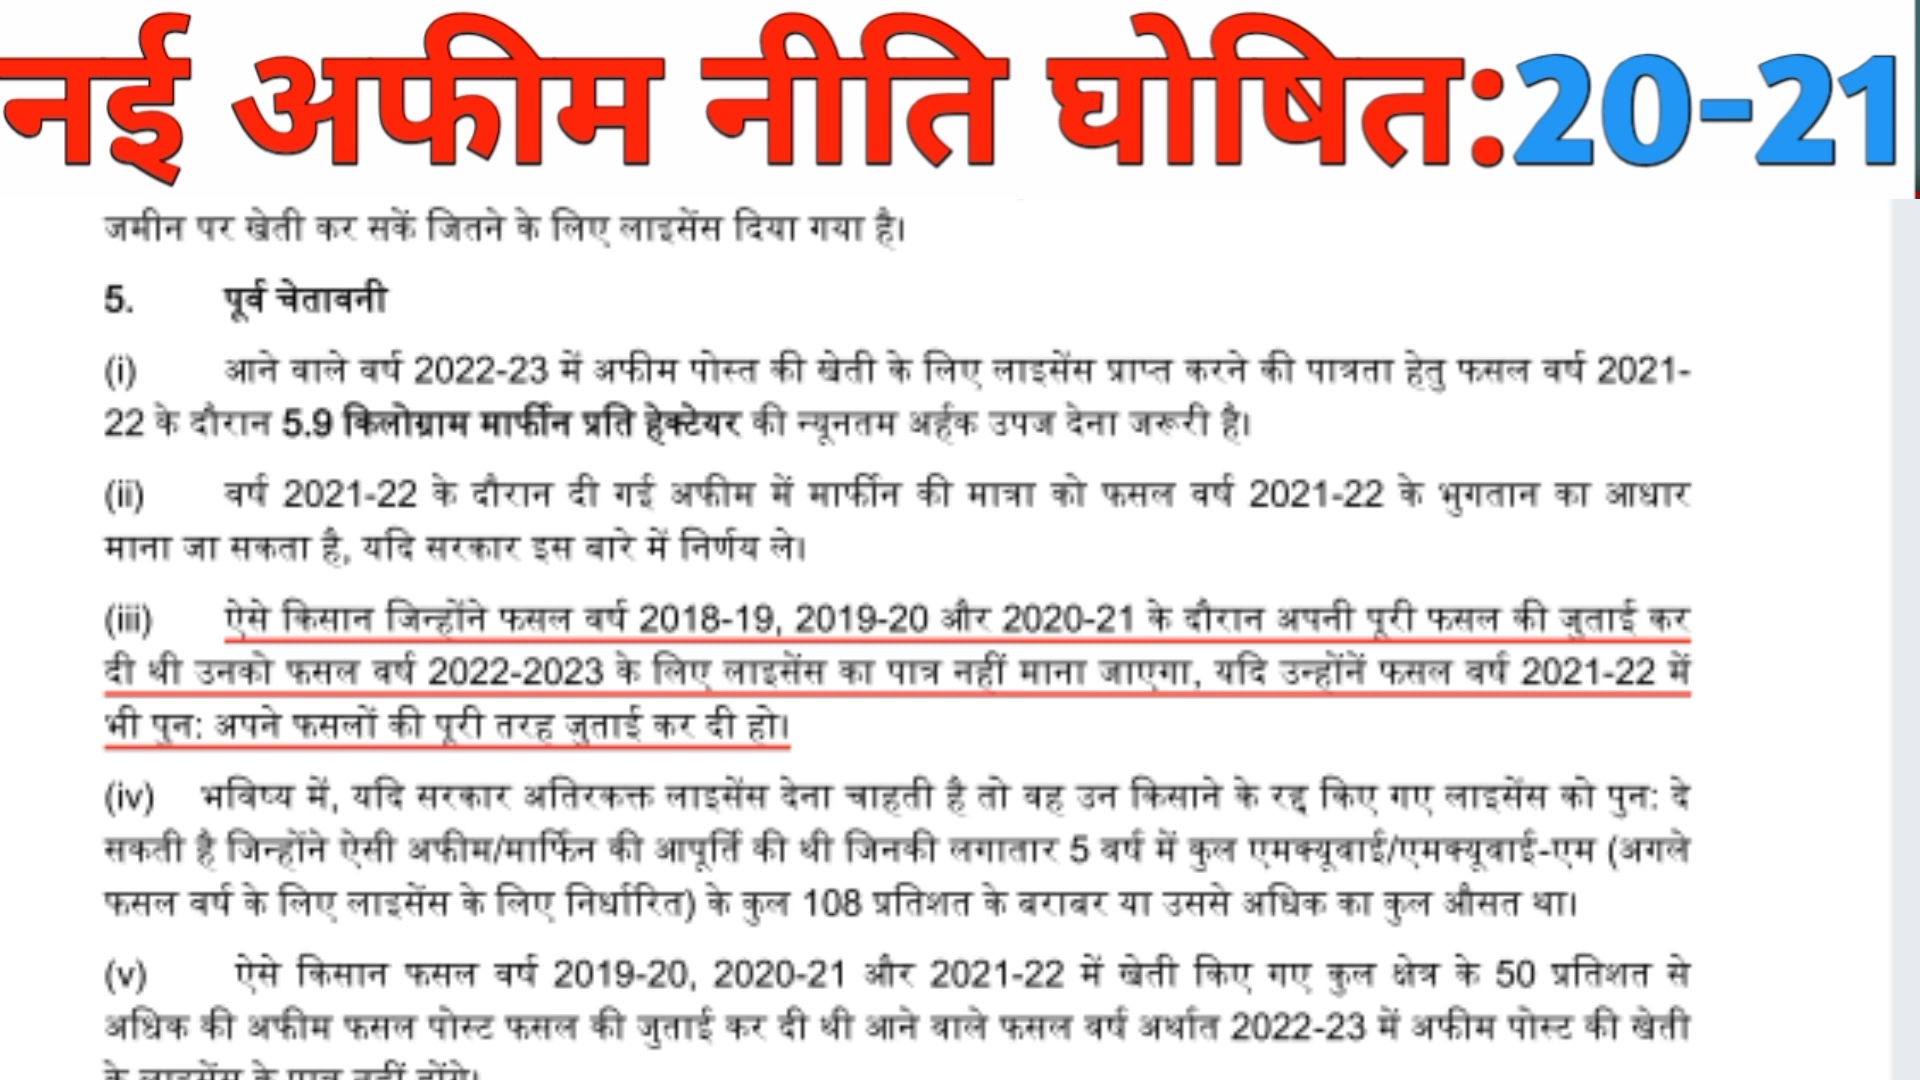 नई अफीम नीति घोषित:20-21
जमीन पर खेती कर सकें जितने के लिए लाइसेंस दिया गया है।
5. पूर्व चेतावनी
(i) आने वाले वर्ष 2022-23 में अफीम पोस्त की खेती के लिए लाइसेंस प्राप्त करने की पात्रता हेतु फसल वर्ष 2021-
22 के दौरान 5.9 किलोग्राम मार्फीन प्रति हेक्टेयर की न्यूनतम अर्हक उपज देना जरूरी है।
(ii) वर्ष 2021-22 के दौरान दी गई अफीम में मार्फीन की मात्रा को फसल वर्ष 2021-22 के भुगतान का आधार
माना जा सकता है, यदि सरकार इस बारे में निर्णय ले।
(iii) ऐसे किसान जिन्होंने फसल वर्ष 2018-19, 2019-20 और 2020-21 के दौरान अपनी पूरी फसल की जुताई कर
दी थी उनको फसल वर्ष 2022-2023 के लिए लाइसेंस का पात्र नहीं माना जाएगा, यदि उन्होंनें फसल वर्ष 2021-22 में
भी पुन: अपने फसलों की पूरी तरह जुताई कर दी हो।
(iv) भविष्य में, यदि सरकार अतिरक्क्त लाइसेंस देना चाहती है तो वह उन किसाने के रद्द किए गए लाइसेंस को पुन: दे
सकती है जिन्होंने ऐसी अफीम/मार्फिन की आपूर्ति की थी जिनकी लगातार 5 वर्ष में कुल एमक्यूवाई/एमक्यूवाई-एम (अगले
फसल वर्ष के लिए लाइसेंस के लिए निर्धारित) के कुल 108 प्रतिशत के बराबर या उससे अधिक का कुल औसत था।
(v) ऐसे किसान फसल वर्ष 2019-20, 2020-21 और 2021-22 में खेती किए गए कुल क्षेत्र के 50 प्रतिशत से
अधिक की अफीम फसल पोस्ट फसल की जुताई कर दी थी आने वाले फसल वर्ष अर्थात 2022-23 में अफीम पोस्ट की खेती
के लाइसेंस के पात्र नहीं होंगे।